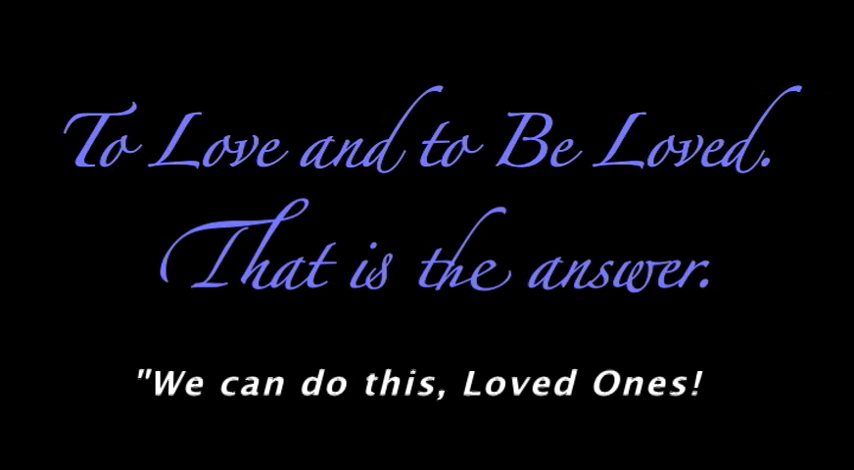 To Love and to Be Loved.
That is the answer.
"We can do this, Loved Ones!